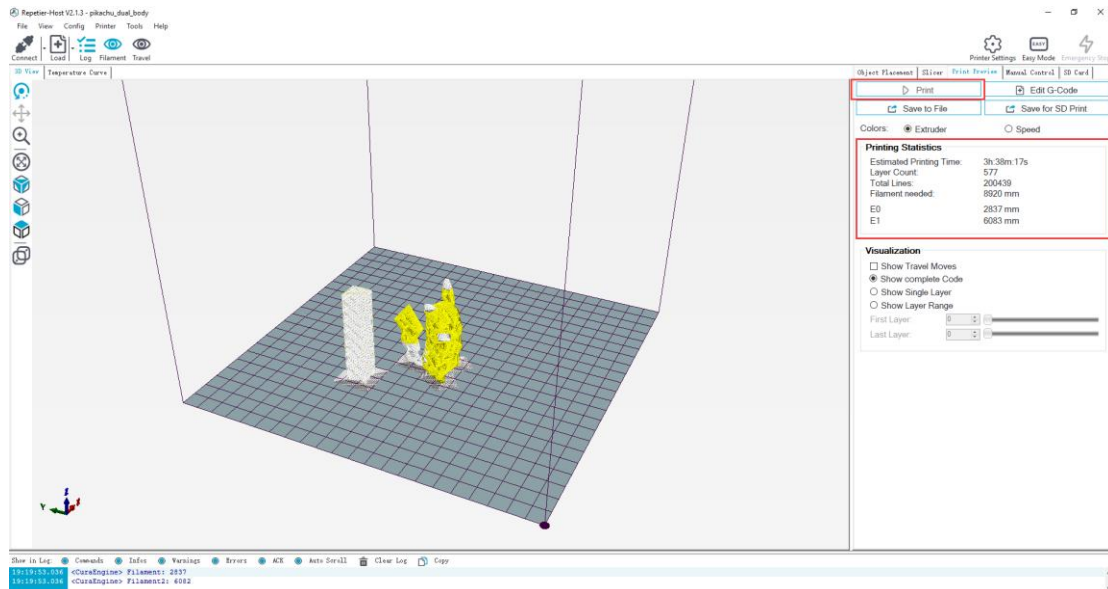 Repetier-Host V2.1.3 - pikachu_dual_body
File View Config Printer Tools Help
Connect Load Log Filament Travel
Printer Settings Easy Mode Emergency Stop
3D View Temperature Curve
Object Placement Slicer Print Preview Manual Control SD Card
Print Edit G-Code
Save to File Save for SD Print
Colors: Extruder Speed
Printing Statistics
Estimated Printing Time: 3h:38m:17s
Layer Count: 577
Total Lines: 200439
Filament needed: 8920 mm
E0 2837 mm
E1 6083 mm
Visualization
Show Travel Moves
Show complete Code
Show Single Layer
Show Layer Range
First Layer: 0
Last Layer: 0
Y
Show in Log: Commands Infos Warnings Errors ACK Auto Scroll Clear Log Copy
19:19:53.036 <CuraEngine> Filament: 2837
19:19:53.036 <CuraEngine> Filament2: 6082